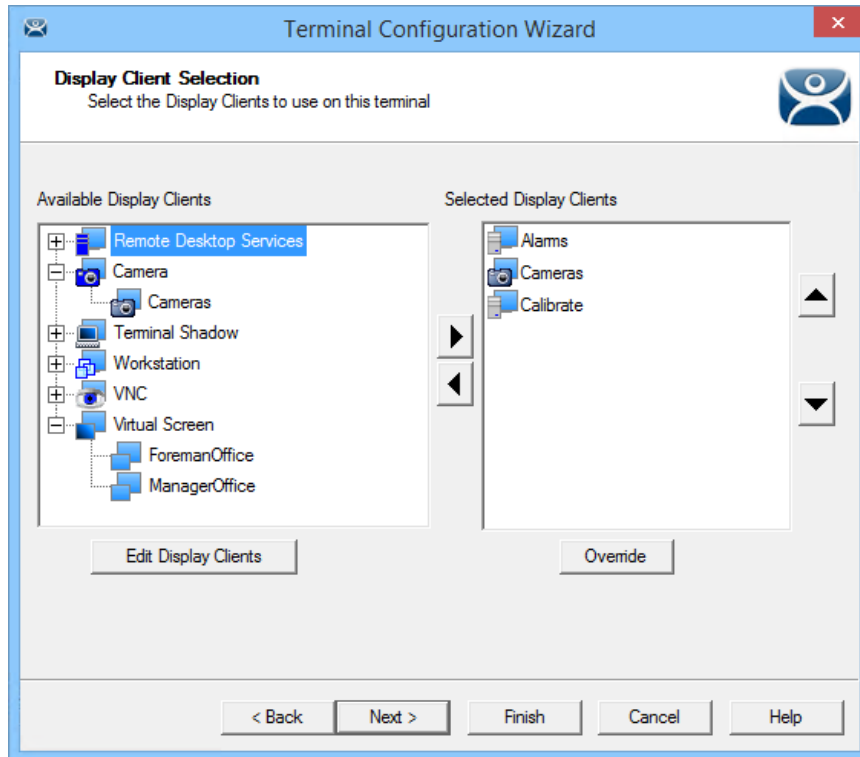 Terminal Configuration Wizard
Display Client Selection
Select the Display Clients to use on this terminal
Available Display Clients
Selected Display Clients
Remote Desktop Services
Camera
Cameras
Terminal Shadow
Workstation
VNC
Virtual Screen
ForemanOffice
ManagerOffice
Alarms
Cameras
Calibrate
Edit Display Clients
Override
< Back
Next >
Finish
Cancel
Help